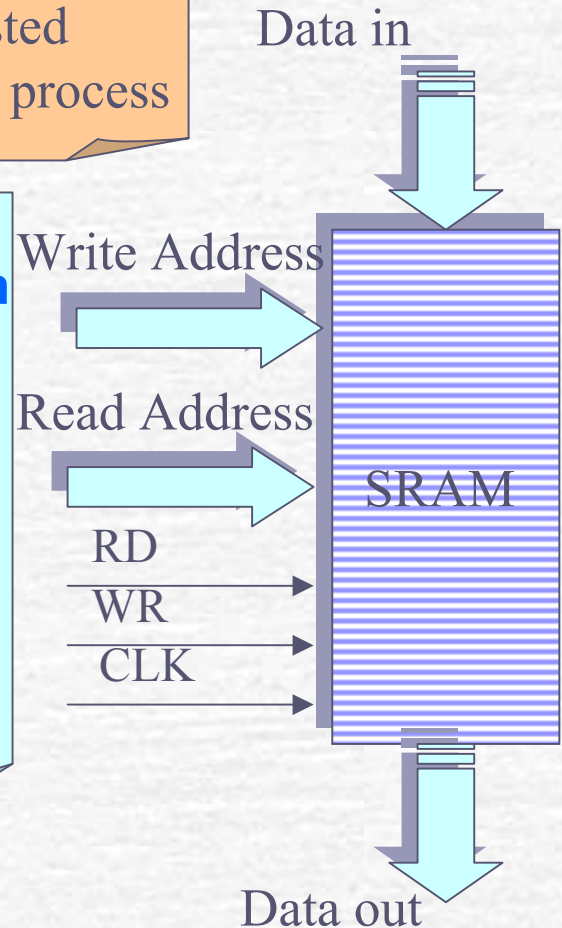 process
Data in
Write Address
Read Address
SRAM
RD
WR
CLK
Data out